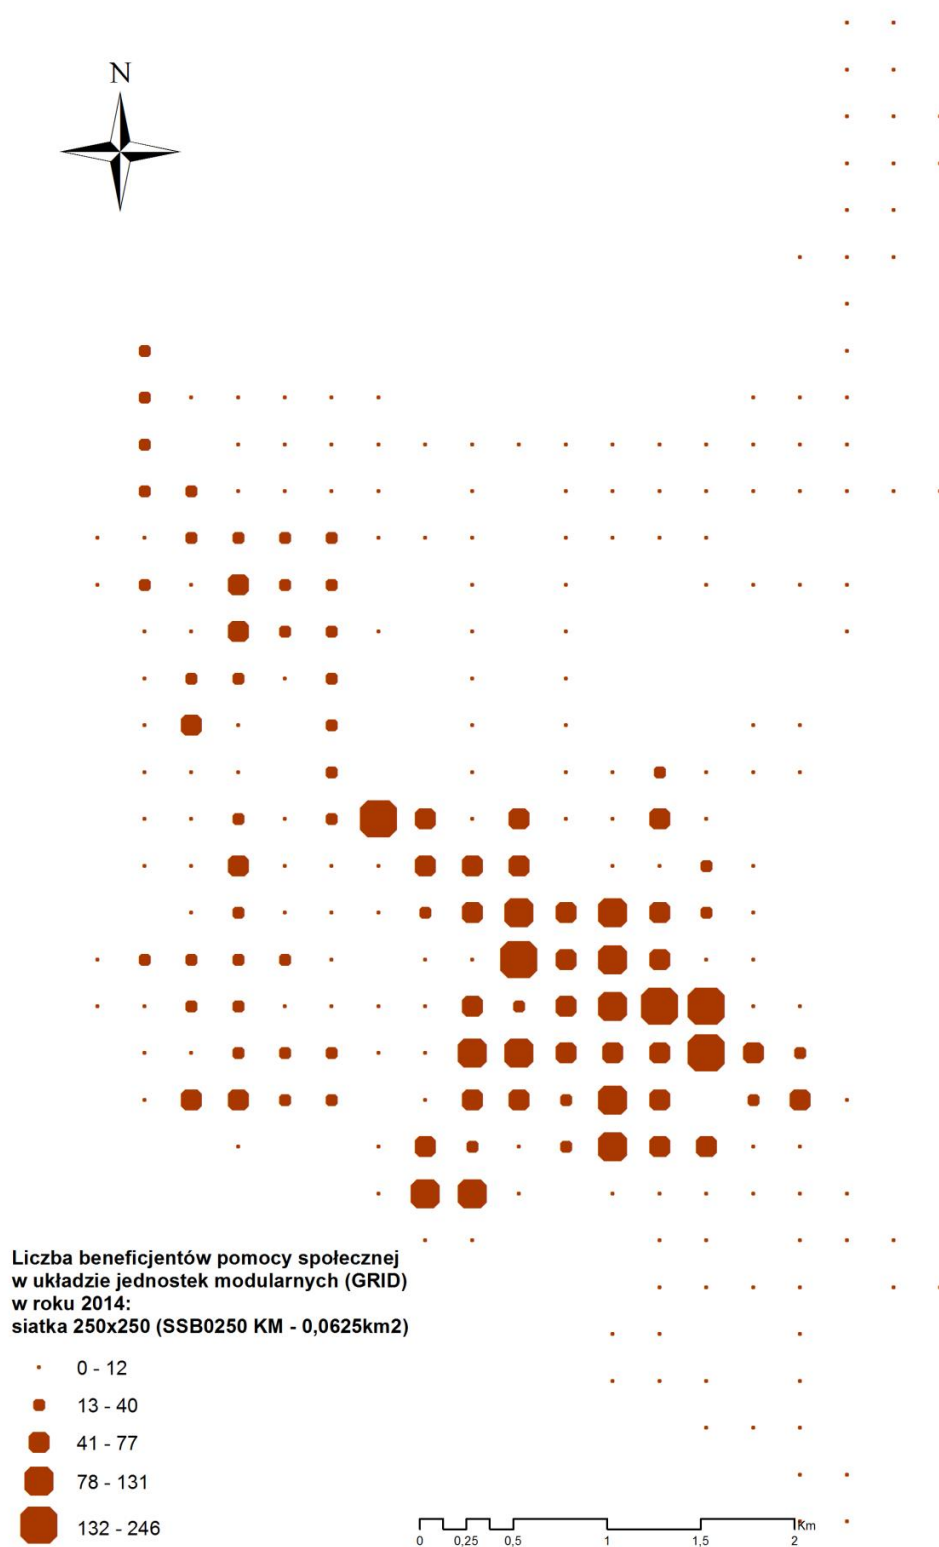 N
Liczba beneficjentów pomocy społecznej
w układzie jednostek modularnych (GRID)
w roku 2014:
siatka 250x250 (SSB0250 KM - 0,0625km2)
0 - 12
13 - 40
41 - 77
78 - 131
132 - 246
Km
0 0,25 0,5 1 1,5 2